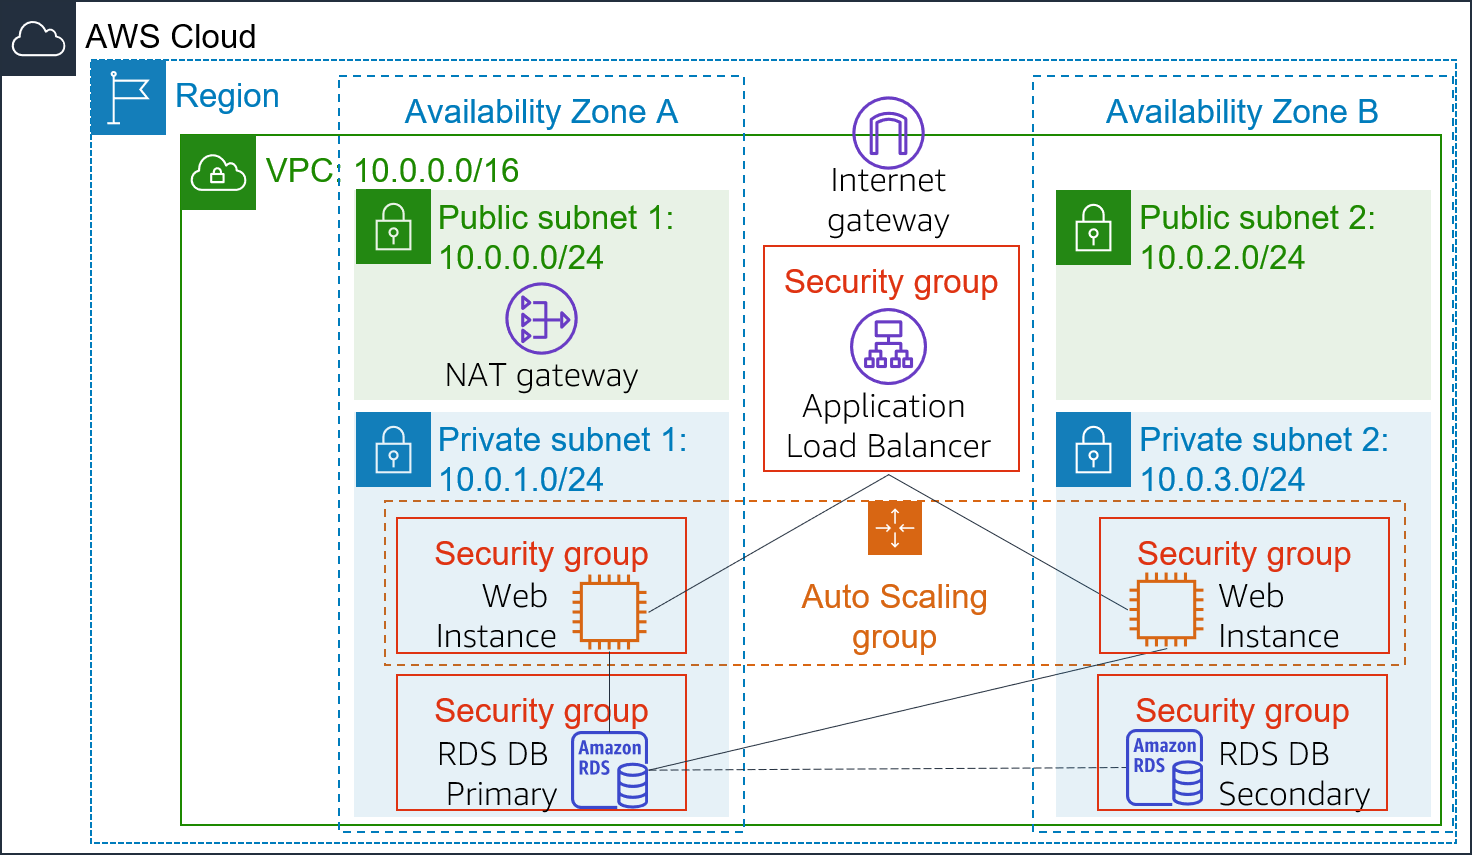 AWS Cloud
Region
Availability Zone A
Availability Zone B
VPC: 10.0.0.0/16
Internet
gateway
Public subnet 1:
10.0.0.0/24
NAT gateway
Security group
Application
Load Balancer
Public subnet 2:
10.0.2.0/24
Private subnet 1:
10.0.1.0/24
Private subnet 2:
10.0.3.0/24
Security group
Web
Instance
Auto Scaling
group
Security group
Web
Instance
Security group
RDS DB
Primary
Amazon
RDS
Security group
Amazon
RDS
RDS DB
Secondary